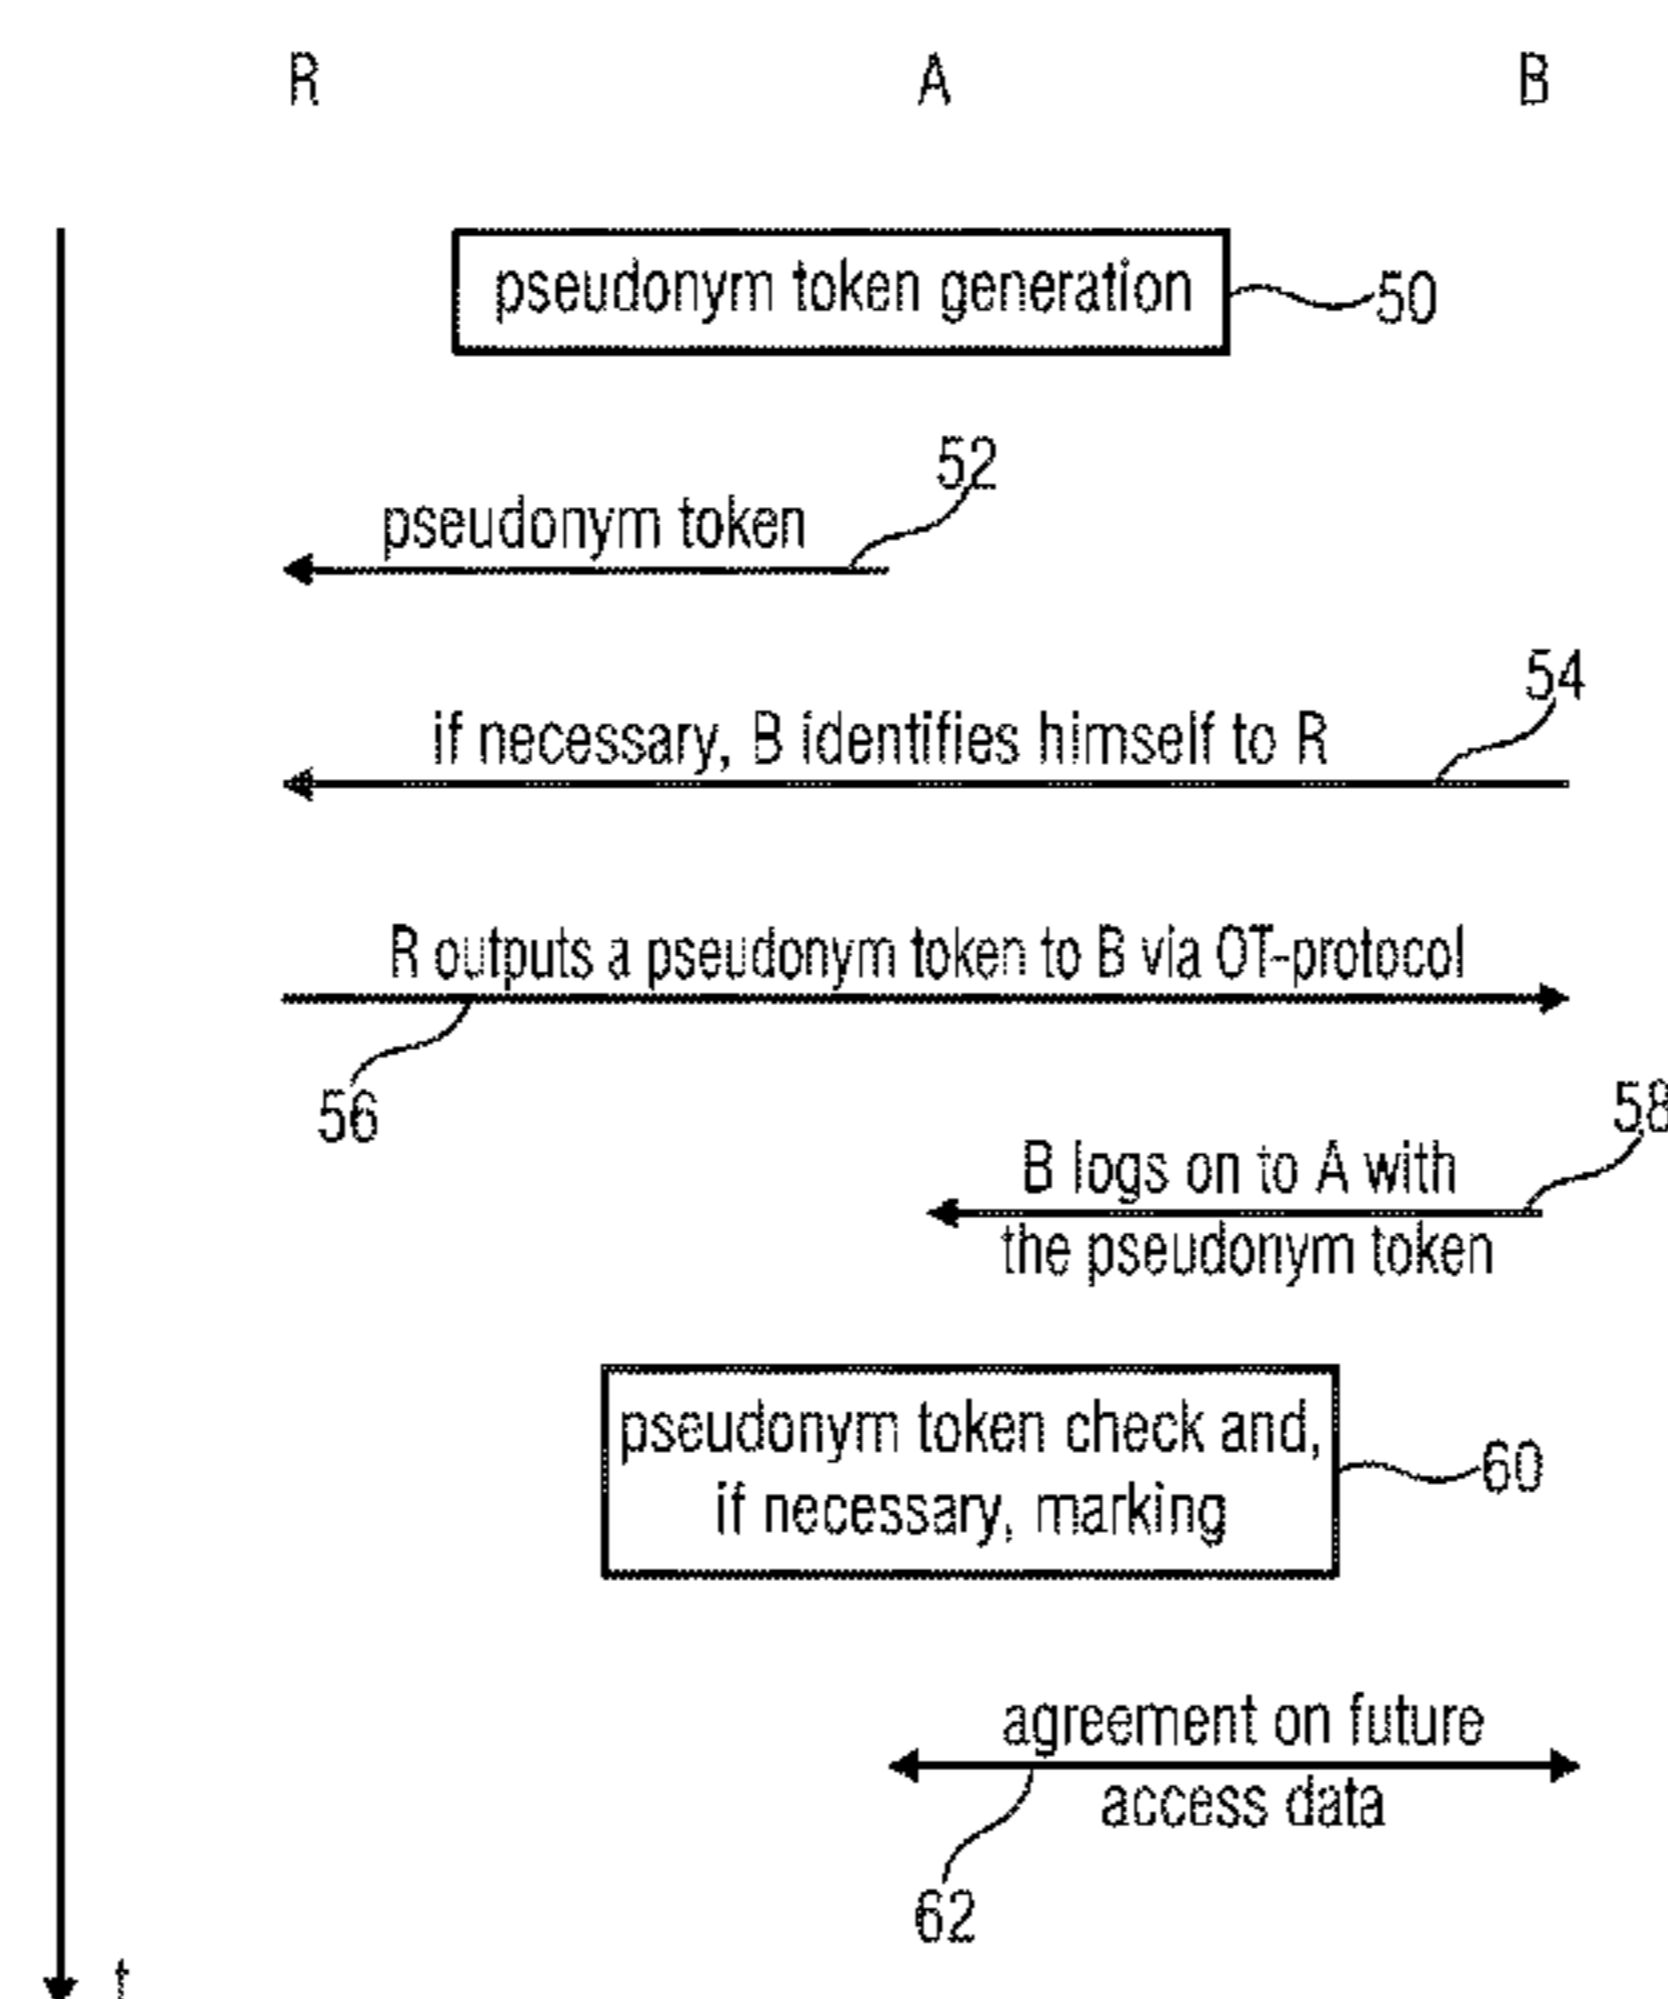 R A B
pseudonym token generation 50
52
pseudonym token
54
if necessary, B identifies himself to R
R outputs a pseudonym token to B via OT-protocol
56
58
B logs on to A with
the pseudonym token
pseudonym token check and,
60
if necessary, marking
agreement on future
access data
62
t